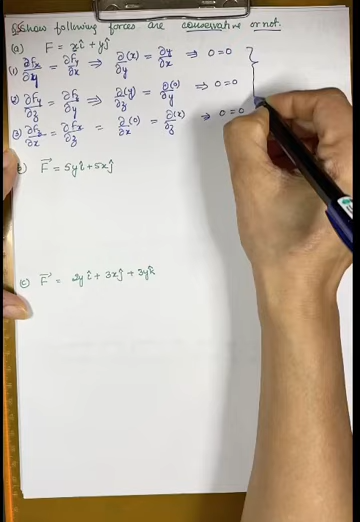 Show following forces are conservative or not.
(a) F = xî + yĵ
(1) ∂Fx/∂y = ∂Fy/∂x ⇒ ∂(x)/∂y = ∂y/∂x ⇒ 0=0
(2) ∂Fy/∂z = ∂Fz/∂y ⇒ ∂(y)/∂z = ∂(0)/∂y ⇒ 0=0
(3) ∂Fz/∂x = ∂Fx/∂z = ∂(0)/∂x = ∂(x)/∂z ⇒ 0=0
F⃗ = 5yî + 5xĵ
(c) F⃗ = 2yî + 3xĵ + 3yk̂